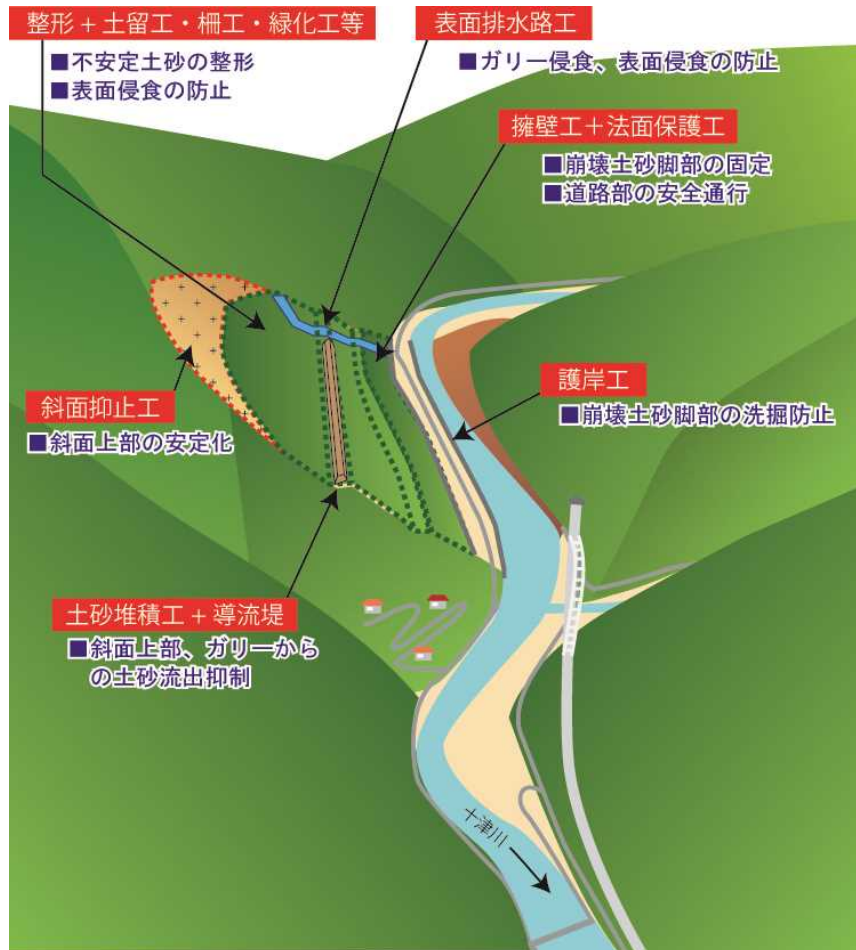 整形 + 土留工・柵工・緑化工等
■不安定土砂の整形
■表面侵食の防止
表面排水路工
■ガリー侵食、表面侵食の防止
擁壁工＋法面保護工
■崩壊土砂脚部の固定
■道路部の安全通行
斜面抑止工
■斜面上部の安定化
護岸工
■崩壊土砂脚部の洗掘防止
土砂堆積工 + 導流堤
■斜面上部、ガリーから
の土砂流出抑制
十津川